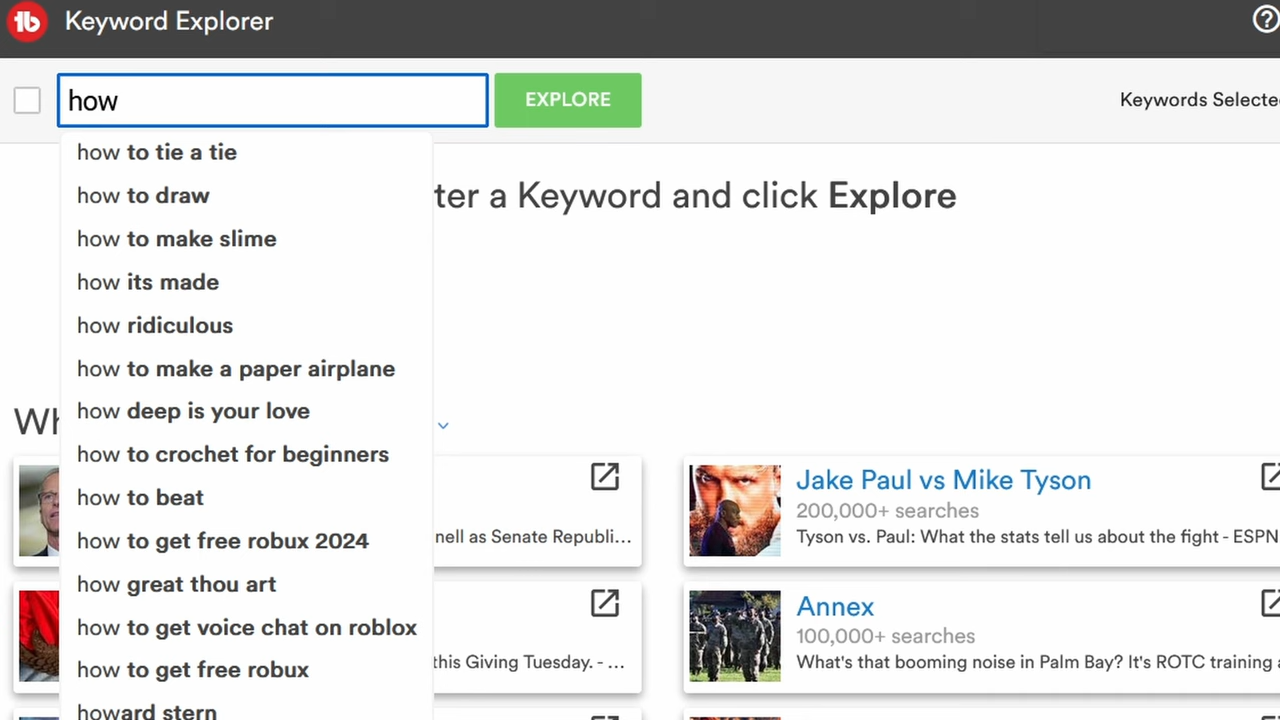 tb Keyword Explorer
how
EXPLORE
Keywords Selecte
how to tie a tie
how to draw
ter a Keyword and click Explore
how to make slime
how its made
how ridiculous
how to make a paper airplane
how deep is your love
Wh
how to crochet for beginners
how to beat
how to get free robux 2024
nell as Senate Republi...
how great thou art
how to get voice chat on roblox
how to get free robux
this Giving Tuesday. - ...
howard stern
Jake Paul vs Mike Tyson
200,000+ searches
Tyson vs. Paul: What the stats tell us about the fight - ESPN
Annex
100,000+ searches
What's that booming noise in Palm Bay? It's ROTC training a